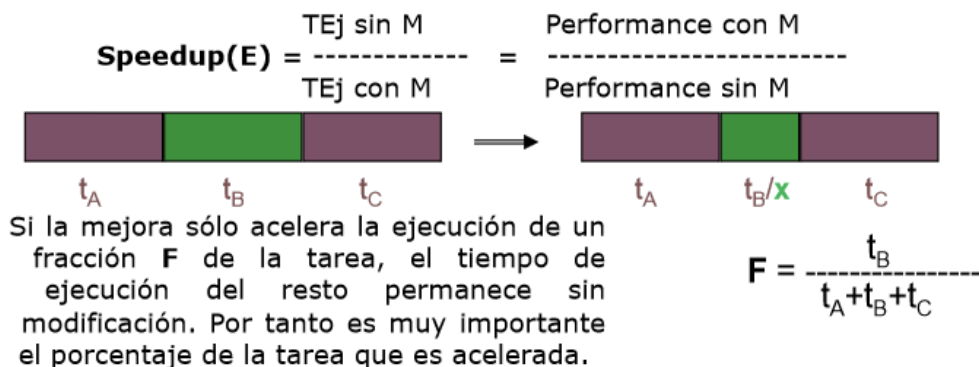 TEj sin M Performance con M
Speedup(E) = ------------- = -------------------------
TEj con M Performance sin M
tA tB tC tA tB/x tC
Si la mejora sólo acelera la ejecución de un
fracción F de la tarea, el tiempo de
ejecución del resto permanece sin
modificación. Por tanto es muy importante
el porcentaje de la tarea que es acelerada.
tB
F = ---------------
tA+tB+tC